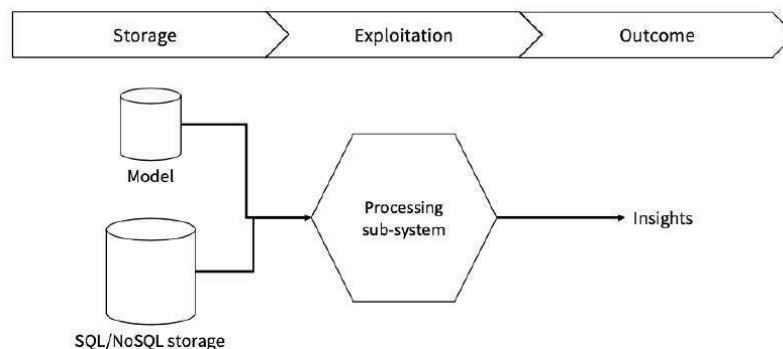 Storage
Exploitation
Outcome
Model
Processing
sub-system
Insights
SQL/NoSQL storage